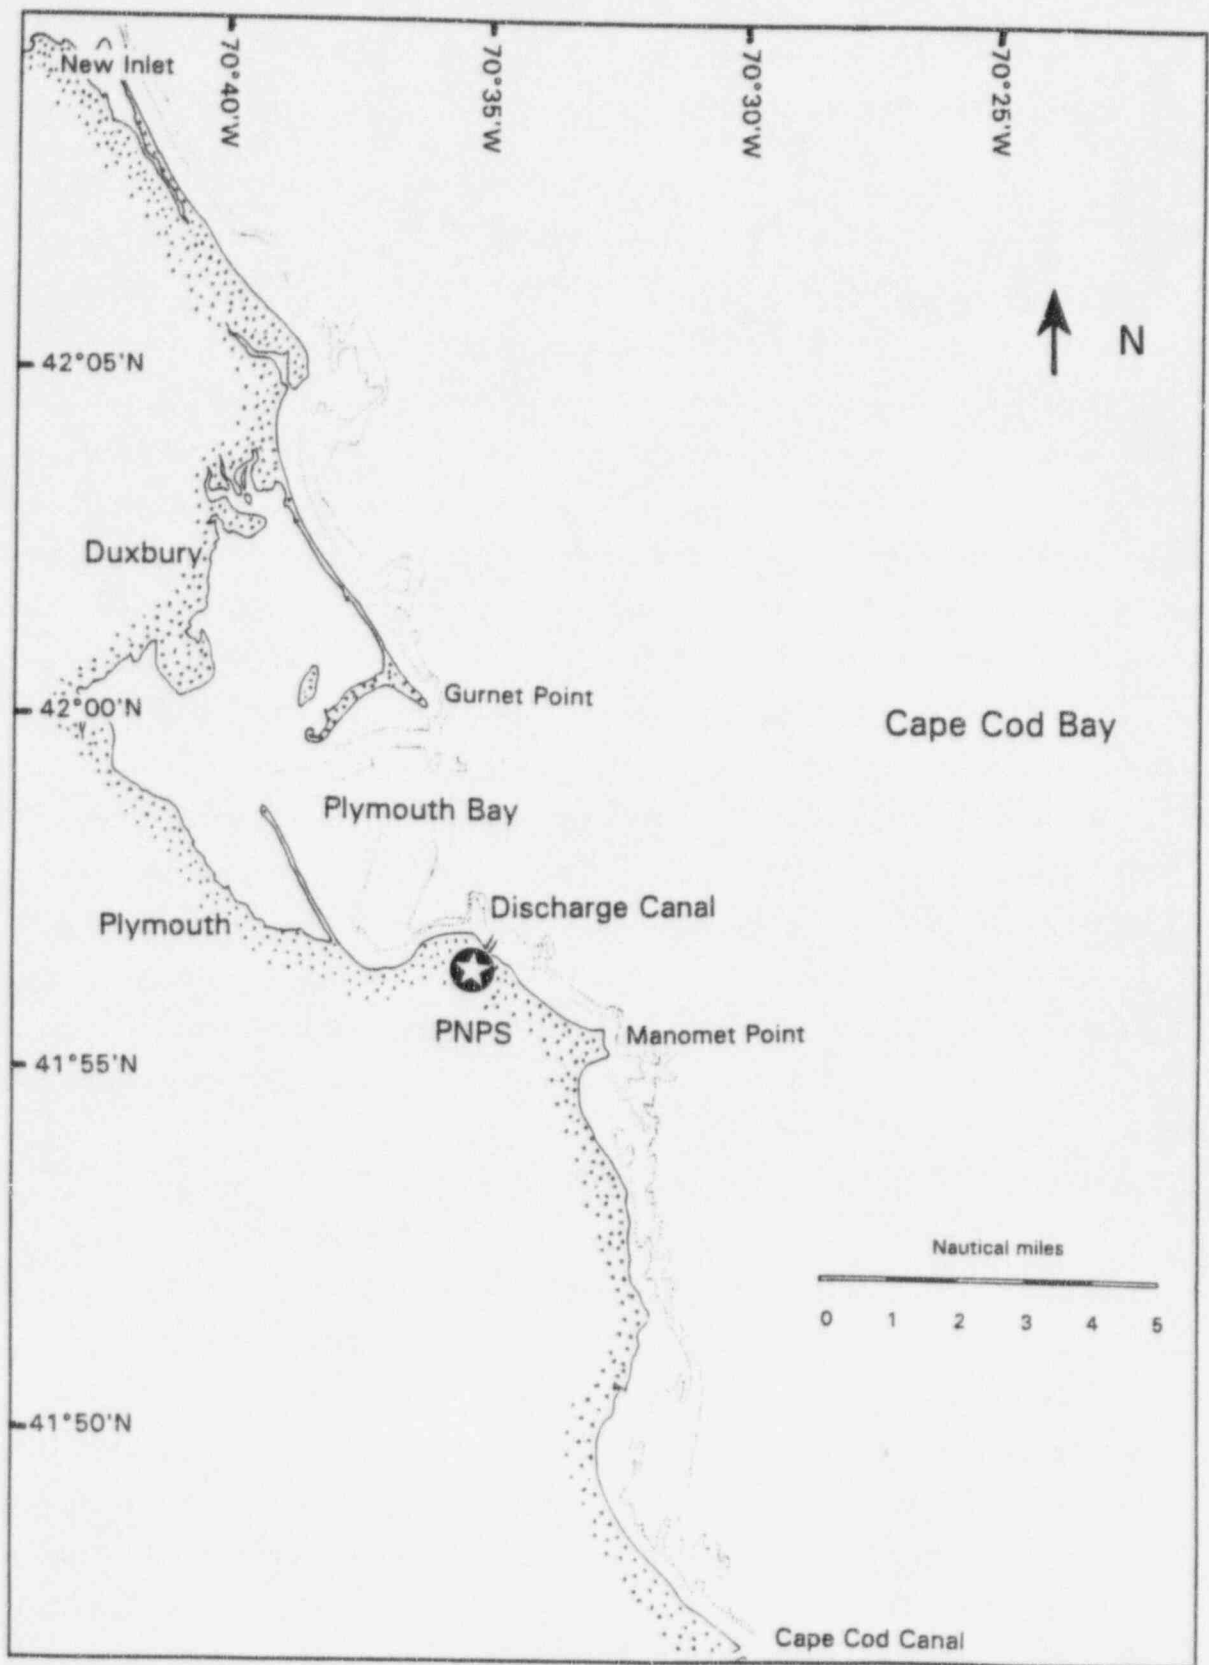 New Inlet
70°40'W
70°35'W
70°30'W
70°25'W
N
42°05'N
Duxbury
Gurnet Point
42°00'N
Cape Cod Bay
Plymouth Bay
Discharge Canal
Plymouth
PNPS
Manomet Point
41°55'N
Nautical miles
0 1 2 3 4 5
41°50'N
Cape Cod Canal